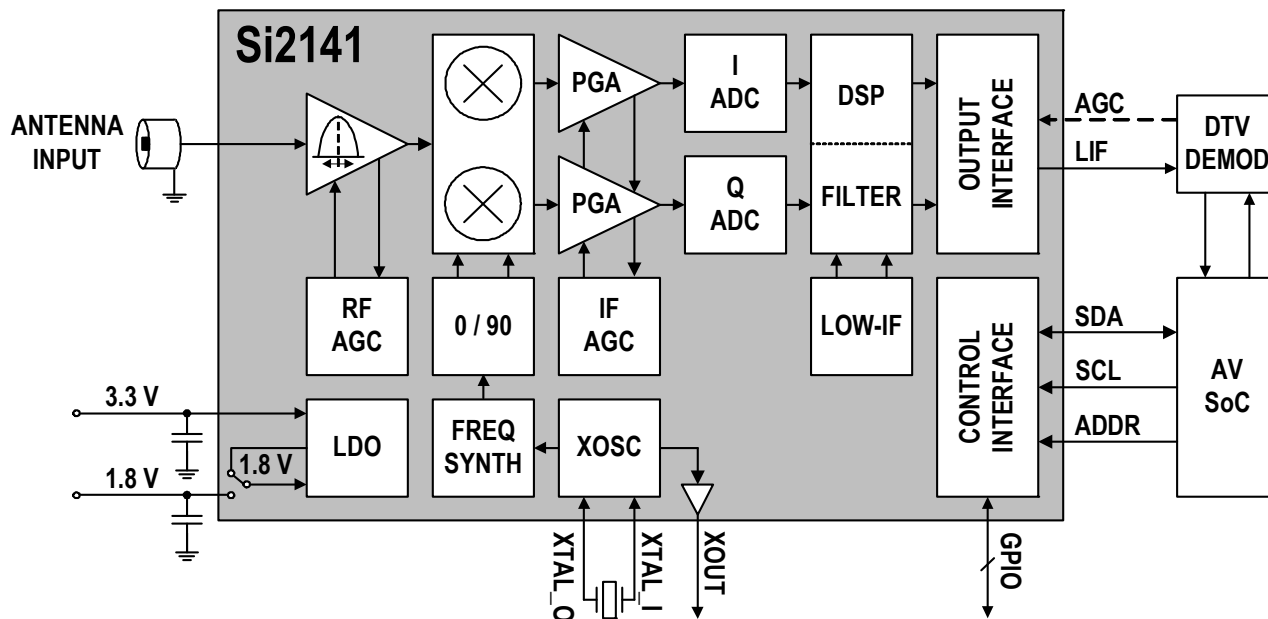 Si2141
ANTENNA
INPUT
PGA
PGA
I
ADC
Q
ADC
DSP
FILTER
OUTPUT
INTERFACE
AGC
LIF
DTV
DEMOD
RF
AGC
0 / 90
IF
AGC
LOW-IF
CONTROL
INTERFACE
SDA
SCL
ADDR
AV
SoC
3.3 V
1.8 V
1.8 V
LDO
FREQ
SYNTH
XOSC
XTAL_O
XTAL_I
XOUT
GPIO